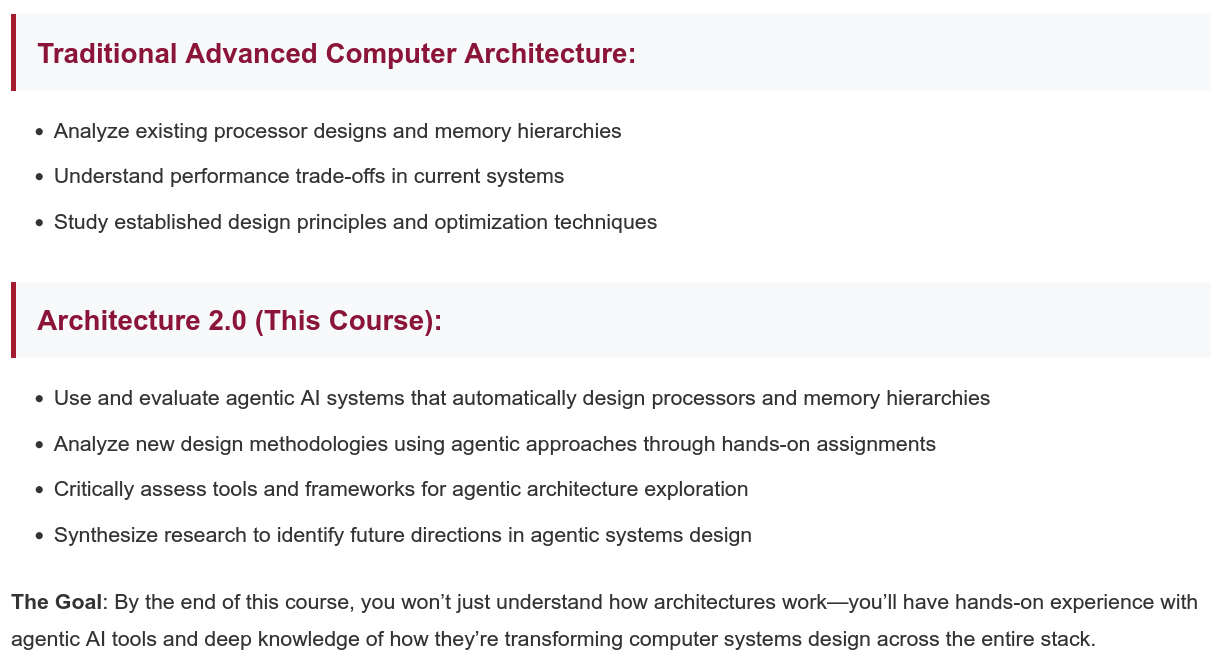 Traditional Advanced Computer Architecture:
• Analyze existing processor designs and memory hierarchies
• Understand performance trade-offs in current systems
• Study established design principles and optimization techniques
Architecture 2.0 (This Course):
• Use and evaluate agentic AI systems that automatically design processors and memory hierarchies
• Analyze new design methodologies using agentic approaches through hands-on assignments
• Critically assess tools and frameworks for agentic architecture exploration
• Synthesize research to identify future directions in agentic systems design
The Goal: By the end of this course, you won’t just understand how architectures work—you’ll have hands-on experience with
agentic AI tools and deep knowledge of how they’re transforming computer systems design across the entire stack.